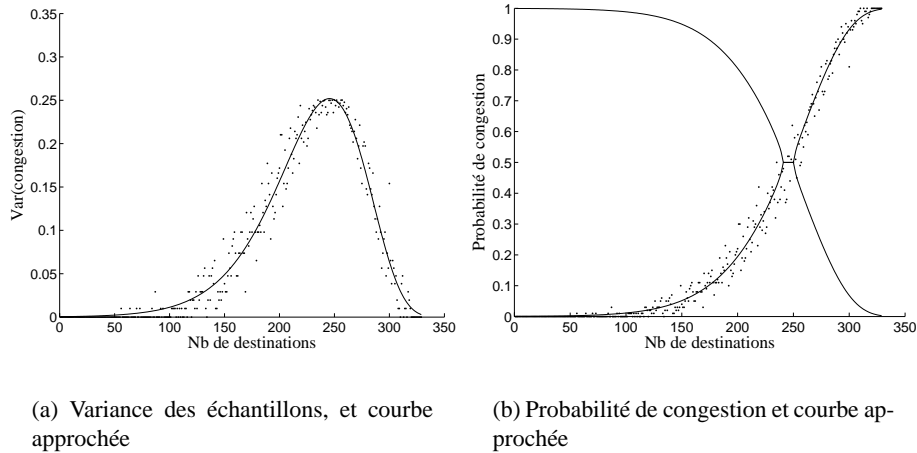 0.35
0.3
0.25
0.2
0.15
0.1
0.05
0
Var(congestion)
0 50 100 150 200 250 300 350
Nb de destinations
1
0.9
0.8
0.7
0.6
0.5
0.4
0.3
0.2
0.1
0
Probabilité de congestion
0 50 100 150 200 250 300 350
Nb de destinations
(a) Variance des échantillons, et courbe
approchée
(b) Probabilité de congestion et courbe ap-
prochée